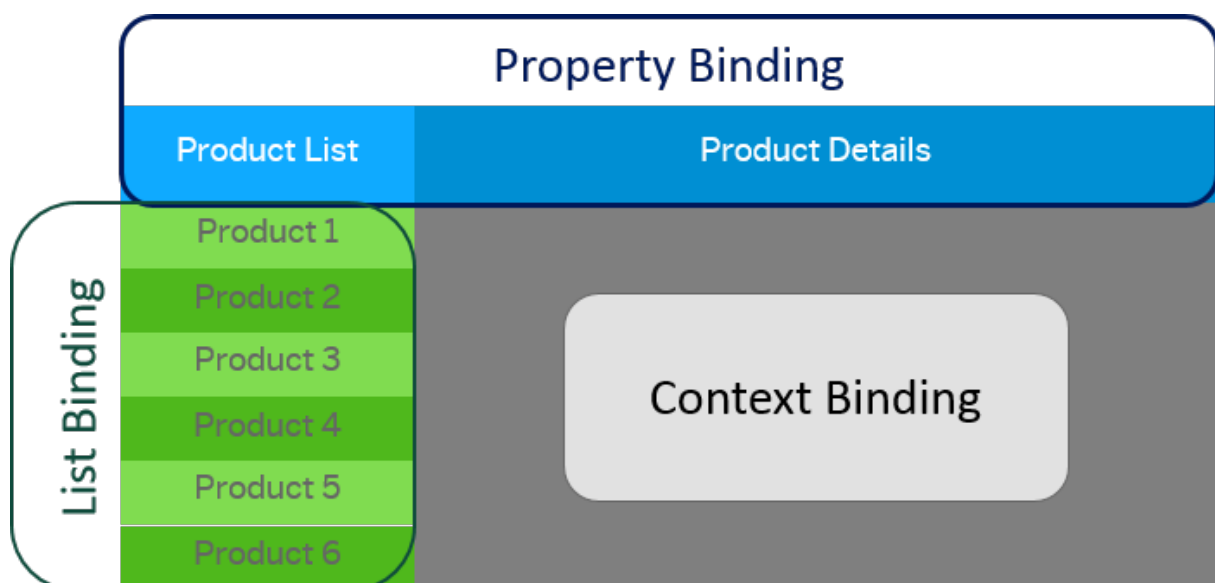 Property Binding
Product List
Product Details
List Binding
Product 1
Product 2
Product 3
Product 4
Product 5
Product 6
Context Binding